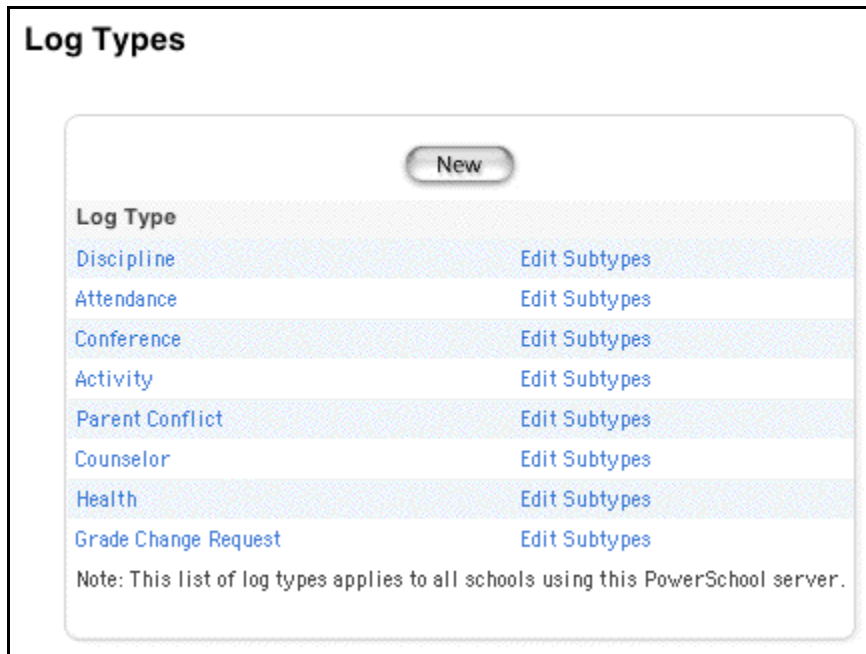 Log Types
New
Log Type
Discipline Edit Subtypes
Attendance Edit Subtypes
Conference Edit Subtypes
Activity Edit Subtypes
Parent Conflict Edit Subtypes
Counselor Edit Subtypes
Health Edit Subtypes
Grade Change Request Edit Subtypes
Note: This list of log types applies to all schools using this PowerSchool server.